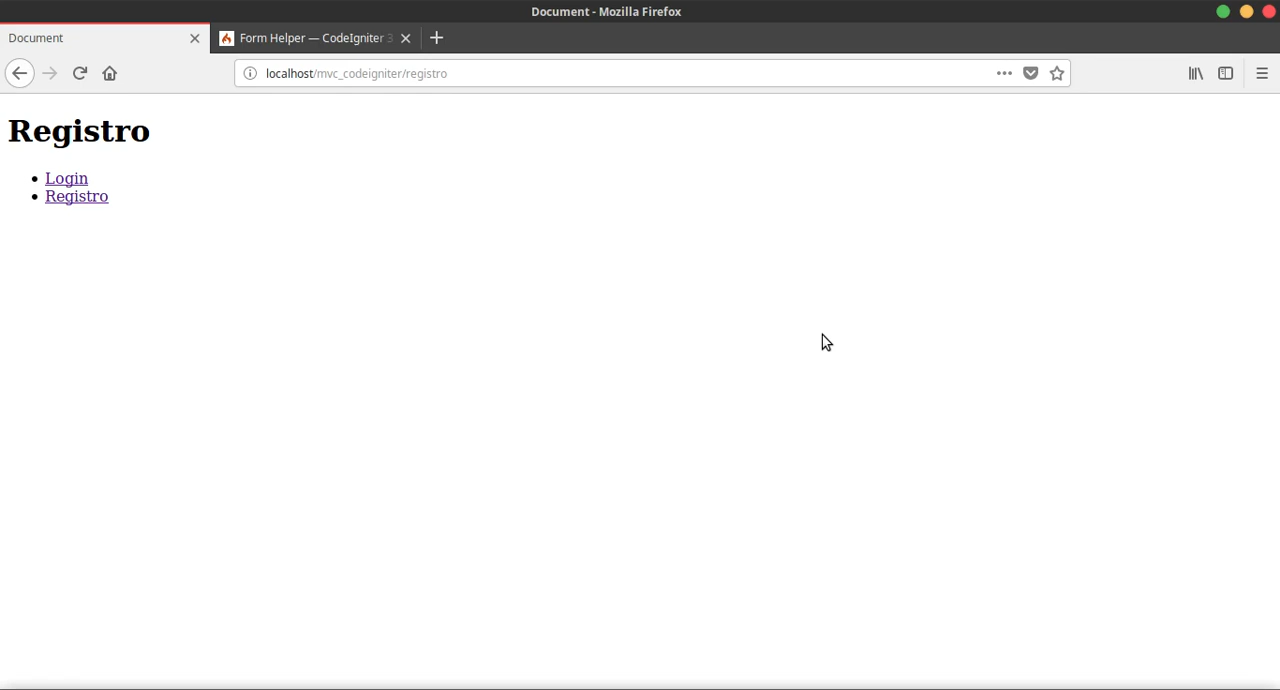 Document - Mozilla Firefox
Document
Form Helper — CodeIgniter 3
localhost/mvc_codeigniter/registro
Registro
Login
Registro